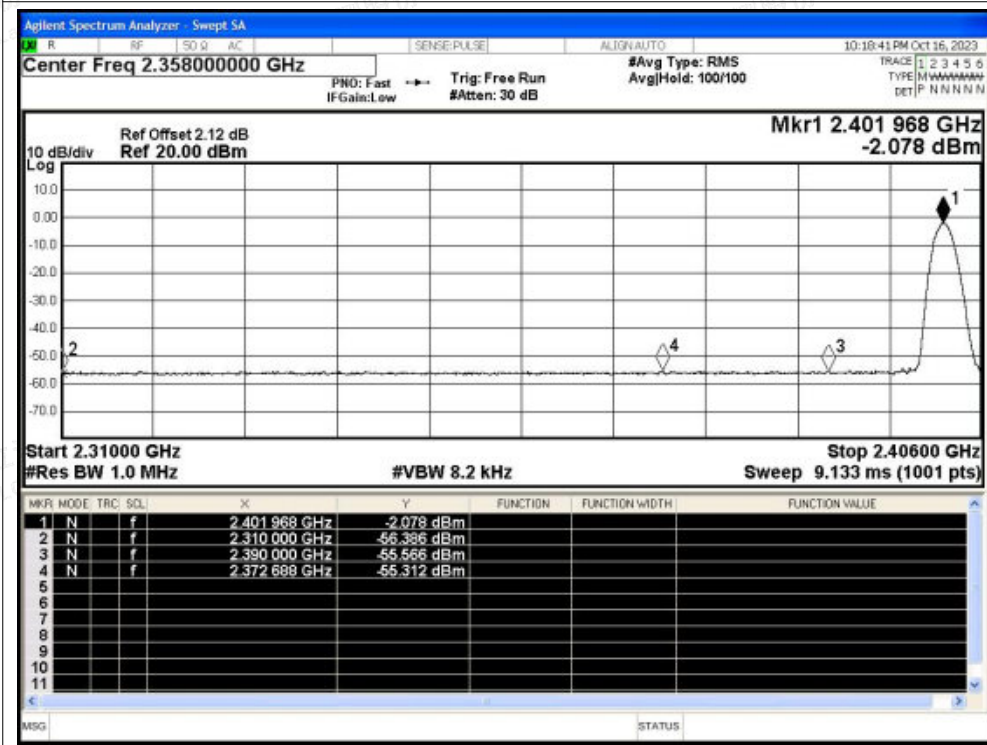 Agilent Spectrum Analyzer - Swept SA
LXI R RF 50 Ω AC SENSE:PULSE ALIGN AUTO 10:18:41 PM Oct 16, 2023
Center Freq 2.358000000 GHz #Avg Type: RMS TRACE 1 2 3 4 5 6
PNO: Fast Trig: Free Run Avg|Hold: 100/100 TYPE M WWWWW
IFGain:Low #Atten: 30 dB DET P N N N N N
Mkr1 2.401 968 GHz
Ref Offset 2.12 dB
10 dB/div Ref 20.00 dBm -2.078 dBm
Log
10.0
1
0.00
-10.0
-20.0
-30.0
-40.0
-50.0 2 4 3
-60.0
-70.0
Start 2.31000 GHz Stop 2.40600 GHz
#Res BW 1.0 MHz #VBW 8.2 kHz Sweep 9.133 ms (1001 pts)
MKR MODE TRC SCL X Y FUNCTION FUNCTION WIDTH FUNCTION VALUE
1 N f 2.401 968 GHz -2.078 dBm
2 N f 2.310 000 GHz -56.386 dBm
3 N f 2.390 000 GHz -55.566 dBm
4 N f 2.372 688 GHz -55.312 dBm
5
6
7
8
9
10
11
MSG STATUS